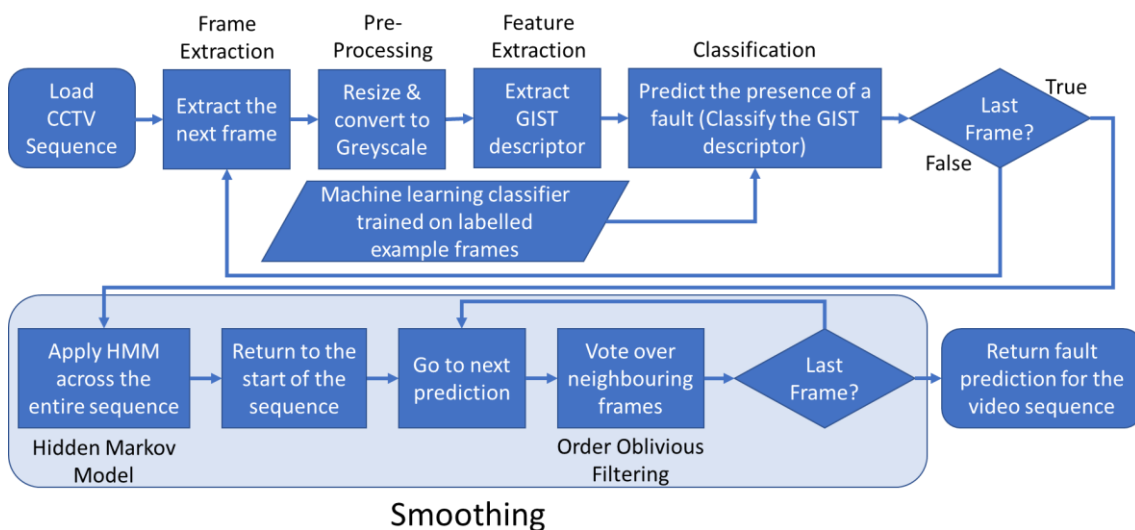 Frame
Extraction
Pre-
Processing
Feature
Extraction
Classification
Load
CCTV
Sequence
Extract the
next frame
Resize &
convert to
Greyscale
Extract
GIST
descriptor
Predict the presence of a
fault (Classify the GIST
descriptor)
Last
Frame?
True
False
Machine learning classifier
trained on labelled
example frames
Apply HMM
across the
entire sequence
Hidden Markov
Model
Return to the
start of the
sequence
Go to next
prediction
Vote over
neighbouring
frames
Order Oblivious
Filtering
Last
Frame?
Return fault
prediction for the
video sequence
Smoothing